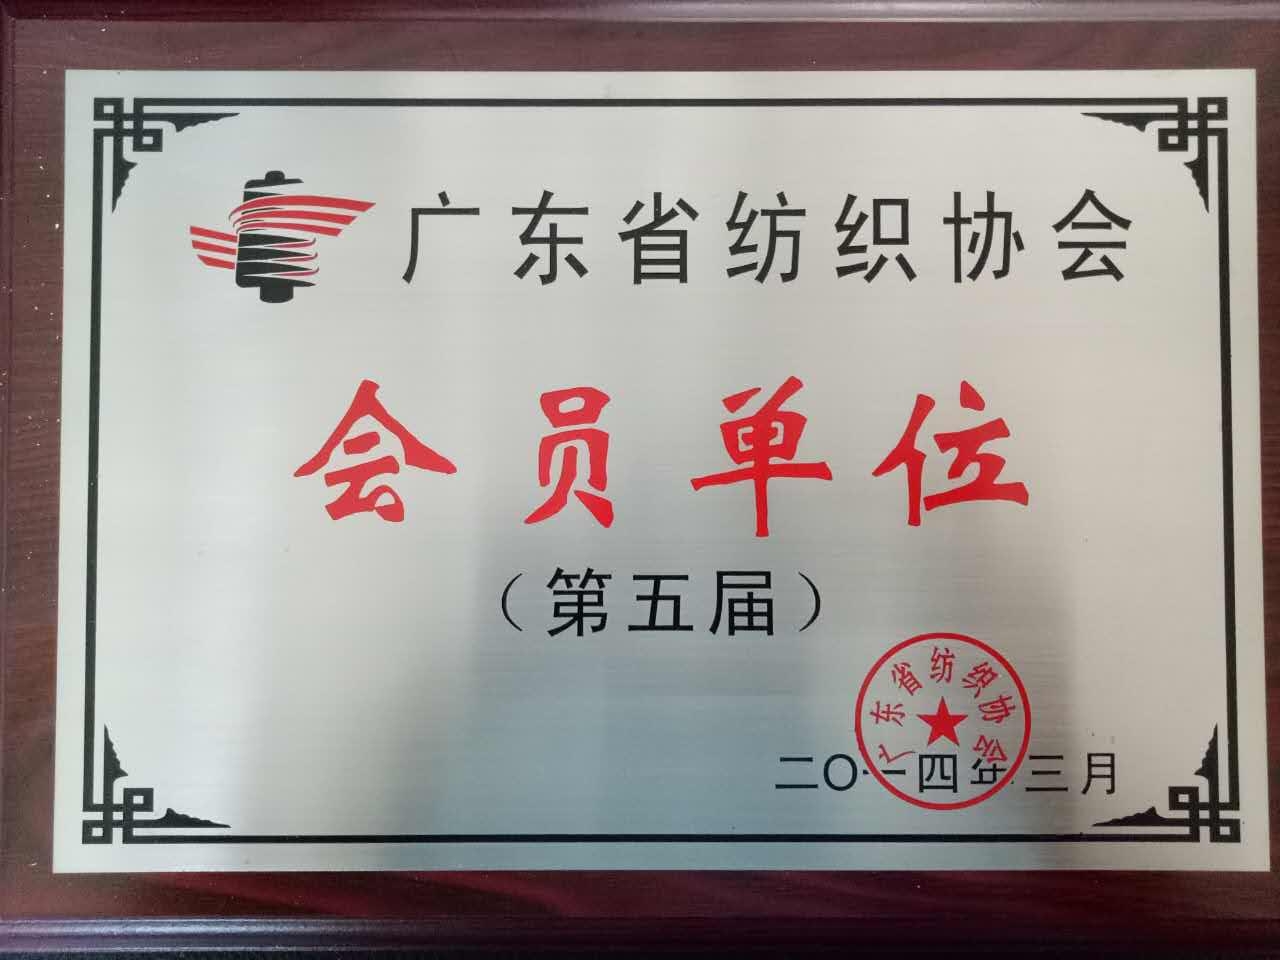 广东省纺织协会
会员单位
（第五届）
广东省纺织协会
二〇一四年三月